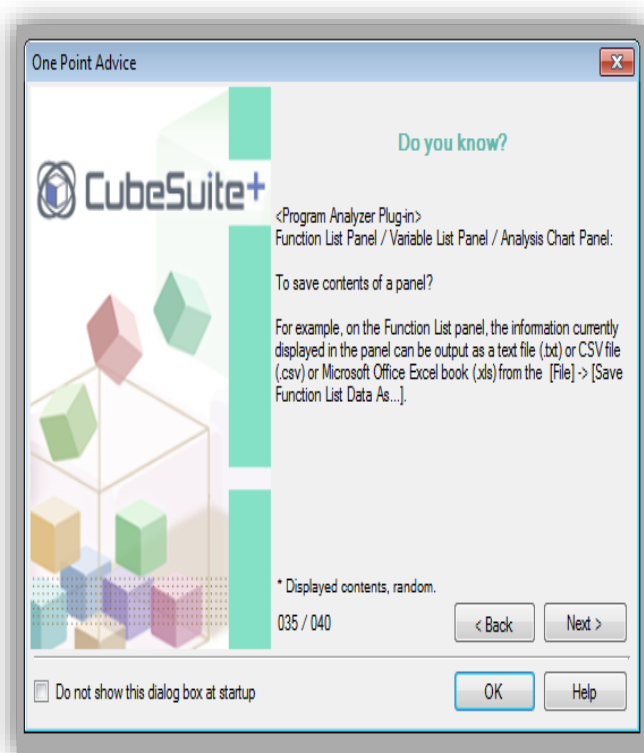 One Point Advice
CubeSuite+
Do you know?
<Program Analyzer Plug-in>
Function List Panel / Variable List Panel / Analysis Chart Panel:
To save contents of a panel?
For example, on the Function List panel, the information currently
displayed in the panel can be output as a text file (.txt) or CSV file
(.csv) or Microsoft Office Excel book (.xls) from the [File] -> [Save
Function List Data As...].
* Displayed contents, random.
035 / 040
< Back
Next >
Do not show this dialog box at startup
OK
Help